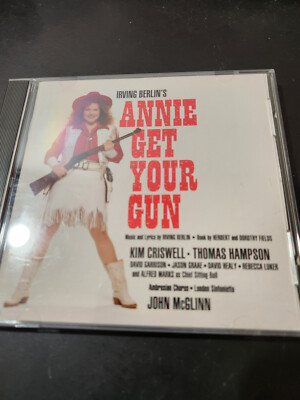 IRVING BERLIN'S
ANNIE
GET
YOUR
GUN
Music and Lyrics by IRVING BERLIN • Book by HERBERT and DOROTHY FIELDS
KIM CRISWELL • THOMAS HAMPSON
DAVID GARRISON • JASON GRAAE • DAVID HEALY • REBECCA LUKER
and ALFRED MARKS as Chief Sitting Bull
Ambrosian Chorus • London Sinfonietta
JOHN McGLINN